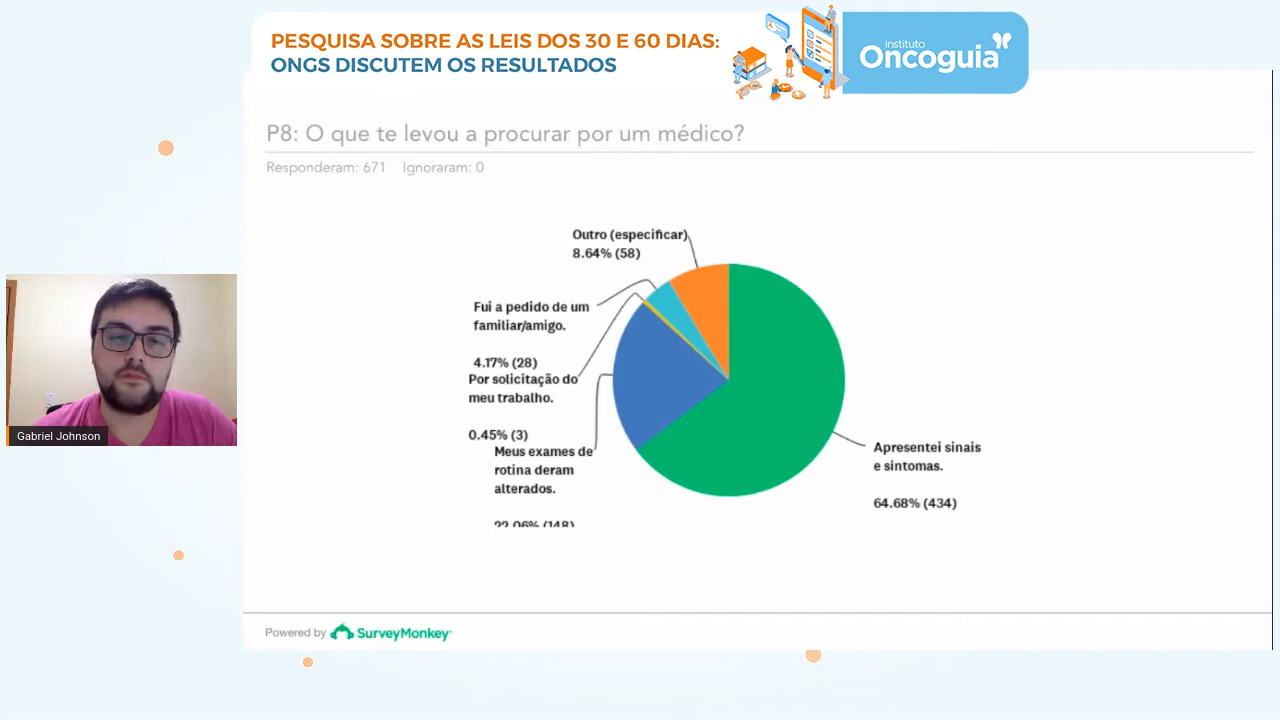 PESQUISA SOBRE AS LEIS DOS 30 E 60 DIAS:
ONGS DISCUTEM OS RESULTADOS
instituto
Oncoguia
P8: O que te levou a procurar por um médico?
Responderam: 671 Ignoraram: 0
Outro (especificar)
8.64% (58)
Fui a pedido de um
familiar/amigo.
4.17% (28)
Por solicitação do
meu trabalho.
0.45% (3)
Meus exames de
rotina deram
alterados.
22.06% (148)
Apresentei sinais
e sintomas.
64.68% (434)
Gabriel Johnson
Powered by SurveyMonkey